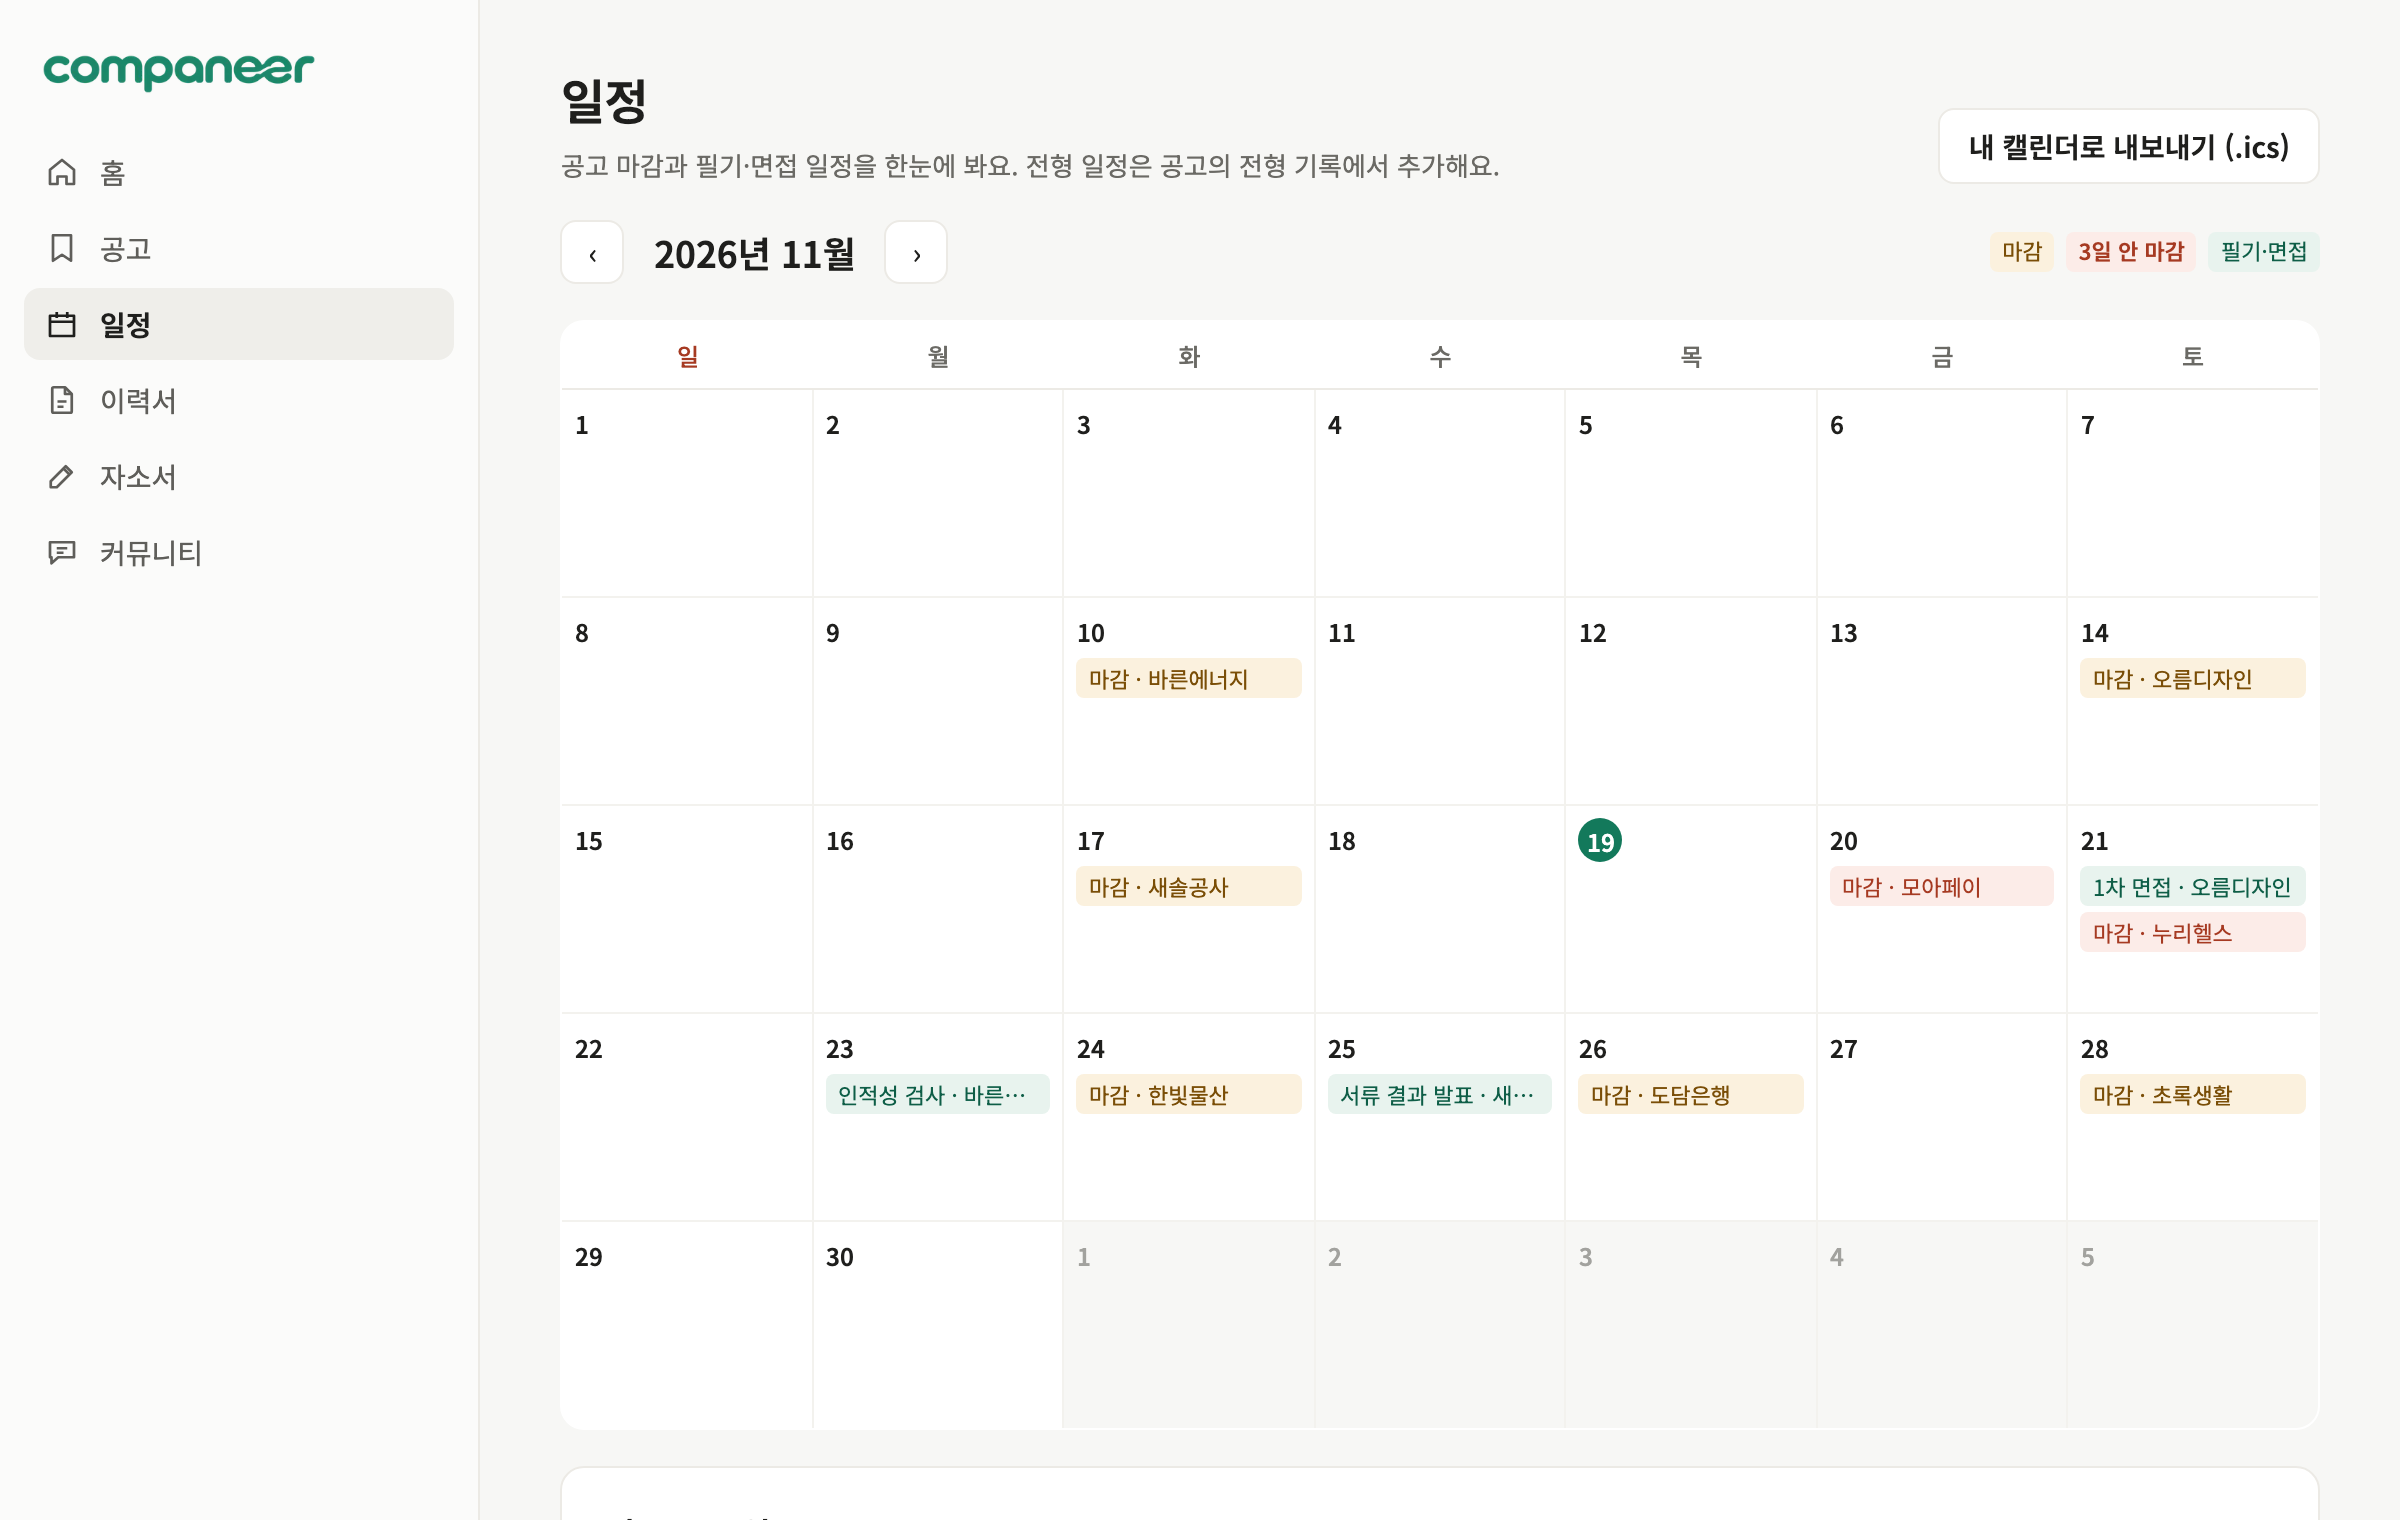 companeer
홈
공고
일정
이력서
자소서
커뮤니티
일정
공고 마감과 필기·면접 일정을 한눈에 봐요. 전형 일정은 공고의 전형 기록에서 추가해요.
내 캘린더로 내보내기 (.ics)
‹ 2026년 11월 ›
마감 3일 안 마감 필기·면접
일 월 화 수 목 금 토
1 2 3 4 5 6 7
8 9 10 11 12 13 14
마감 · 바른에너지 마감 · 오름디자인
15 16 17 18 19 20 21
마감 · 새솔공사 마감 · 모아페이 1차 면접 · 오름디자인
마감 · 누리헬스
22 23 24 25 26 27 28
인적성 검사 · 바른… 마감 · 한빛물산 서류 결과 발표 · 새… 마감 · 도담은행 마감 · 초록생활
29 30 1 2 3 4 5